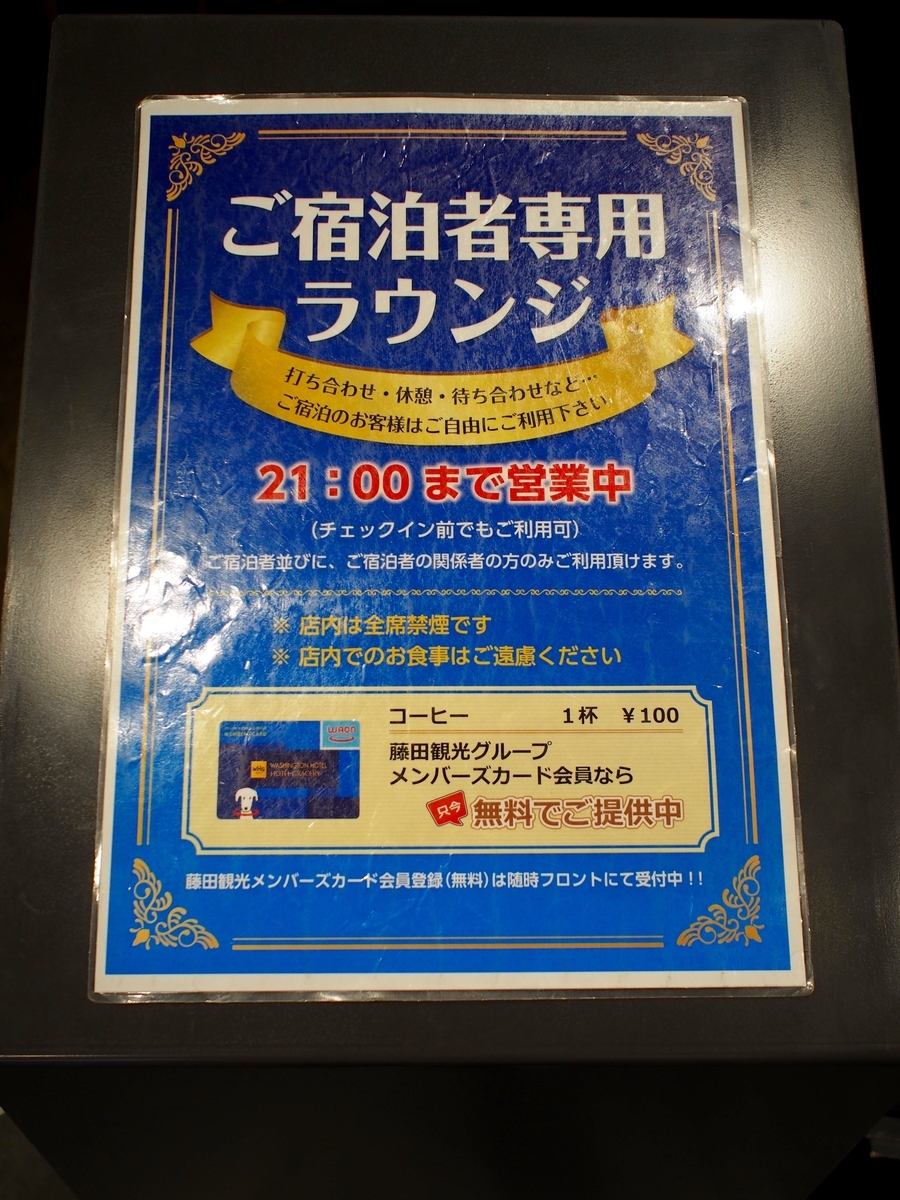 ご宿泊者専用
ラウンジ
打ち合わせ・休憩・待ち合わせなど…
ご宿泊のお客様はご自由にご利用下さい
21：00 まで営業中
（チェックイン前でもご利用可）
ご宿泊者並びに、ご宿泊者の関係者の方のみご利用頂けます。
※ 店内は全席禁煙です
※ 店内でのお食事はご遠慮ください
コーヒー 1杯 ￥100
藤田観光グループ
メンバーズカード会員なら
只今 無料でご提供中
WAON
WHG
WASHINGTON HOTEL
HOTEL GRACERY
藤田観光メンバーズカード会員登録（無料）は随時フロントにて受付中！！